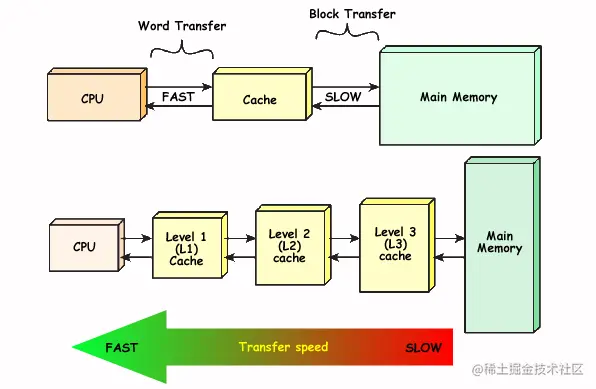 Word Transfer
Block Transfer
CPU
FAST
Cache
SLOW
Main Memory
CPU
Level 1
(L1)
Cache
Level 2
(L2)
cache
Level 3
(L3)
cache
Main
Memory
FAST
Transfer speed
SLOW
@稀土掘金技术社区